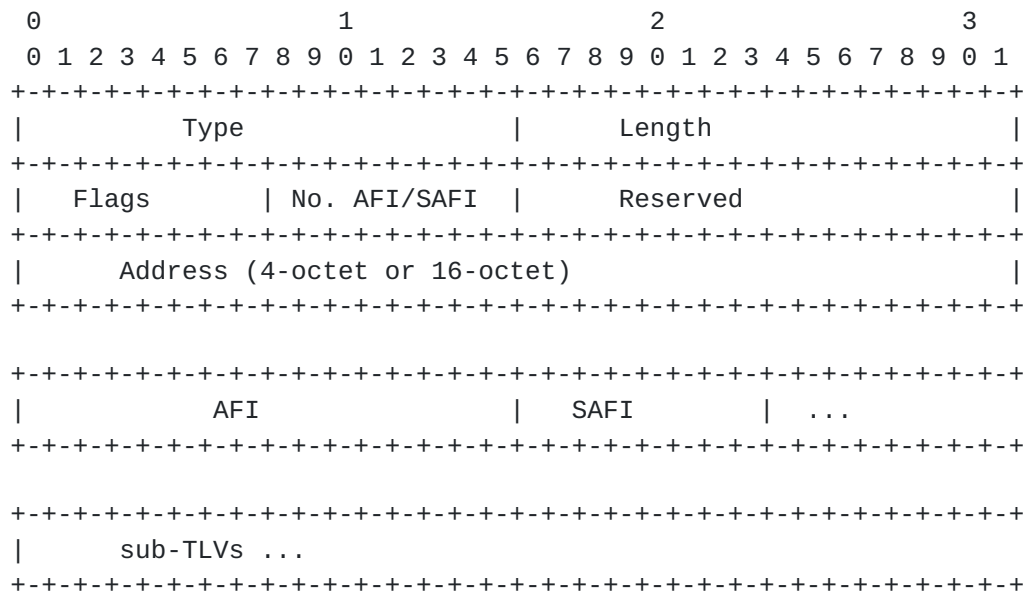 0                   1                   2                   3
 0 1 2 3 4 5 6 7 8 9 0 1 2 3 4 5 6 7 8 9 0 1 2 3 4 5 6 7 8 9 0 1
+-+-+-+-+-+-+-+-+-+-+-+-+-+-+-+-+-+-+-+-+-+-+-+-+-+-+-+-+-+-+-+-+
|          Type                 |      Length                   |
+-+-+-+-+-+-+-+-+-+-+-+-+-+-+-+-+-+-+-+-+-+-+-+-+-+-+-+-+-+-+-+-+
|   Flags       | No. AFI/SAFI  |      Reserved                 |
+-+-+-+-+-+-+-+-+-+-+-+-+-+-+-+-+-+-+-+-+-+-+-+-+-+-+-+-+-+-+-+-+
|      Address (4-octet or 16-octet)                            |
+-+-+-+-+-+-+-+-+-+-+-+-+-+-+-+-+-+-+-+-+-+-+-+-+-+-+-+-+-+-+-+-+

+-+-+-+-+-+-+-+-+-+-+-+-+-+-+-+-+-+-+-+-+-+-+-+-+-+-+-+-+-+-+-+-+
|            AFI                |   SAFI        |  ...
+-+-+-+-+-+-+-+-+-+-+-+-+-+-+-+-+-+-+-+-+-+-+-+-+-+-+-+-+-+-+-+-+

+-+-+-+-+-+-+-+-+-+-+-+-+-+-+-+-+-+-+-+-+-+-+-+-+-+-+-+-+-+-+-+-+
|      sub-TLVs ...
+-+-+-+-+-+-+-+-+-+-+-+-+-+-+-+-+-+-+-+-+-+-+-+-+-+-+-+-+-+-+-+-+